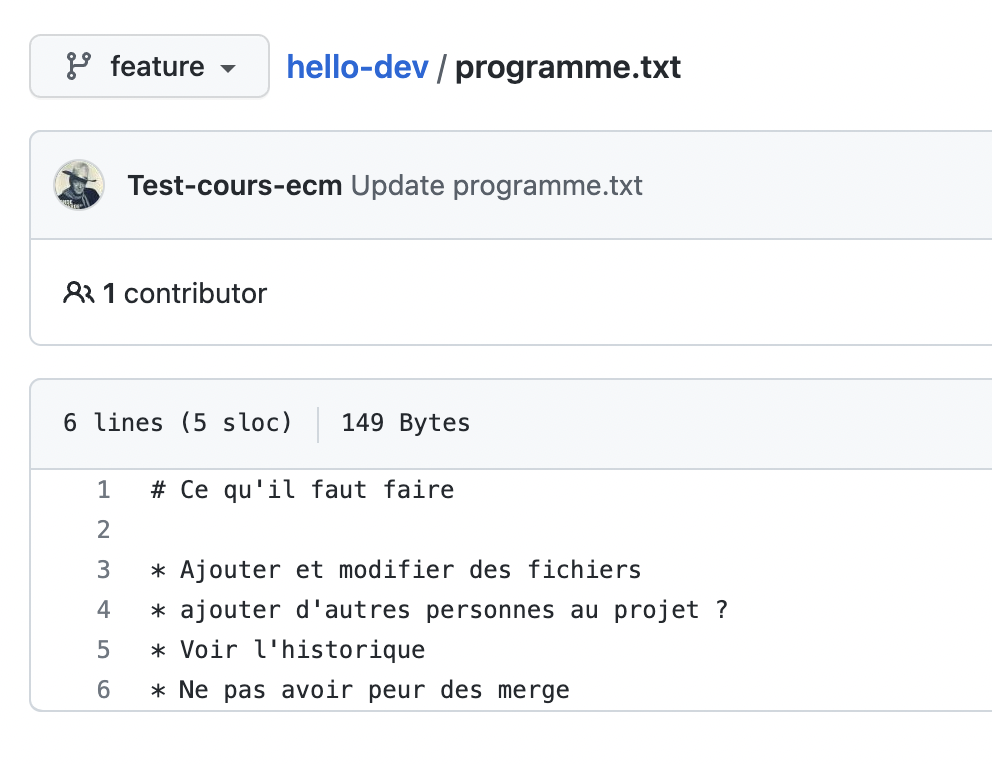 feature hello-dev / programme.txt
Test-cours-ecm Update programme.txt
1 contributor
6 lines (5 sloc) 149 Bytes
1 # Ce qu'il faut faire
2
3 * Ajouter et modifier des fichiers
4 * ajouter d'autres personnes au projet ?
5 * Voir l'historique
6 * Ne pas avoir peur des merge